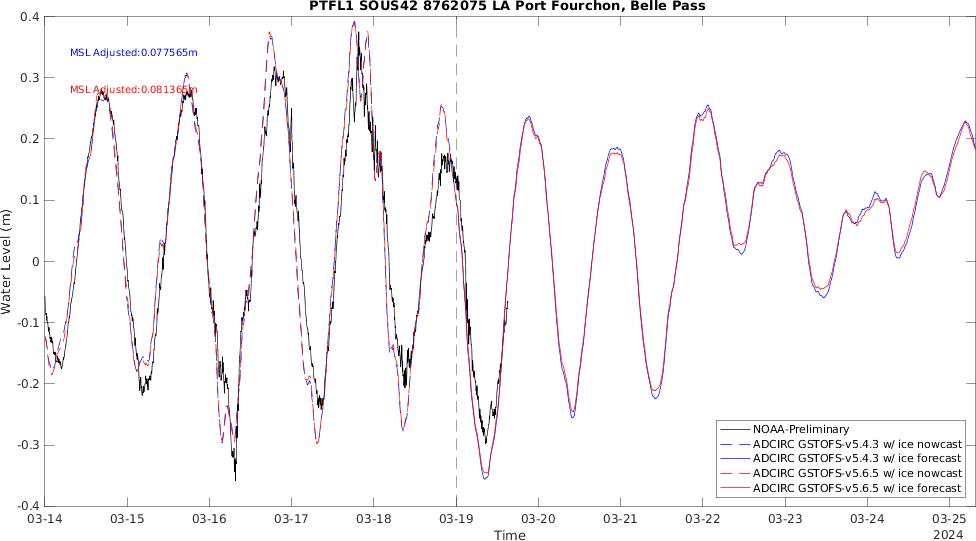 PTFL1 SOUS42 8762075 LA Port Fourchon, Belle Pass
0.4
0.3
0.2
0.1
0
-0.1
-0.2
-0.3
-0.4
Water Level (m)
MSL Adjusted:0.077565m
MSL Adjusted:0.081365m
NOAA-Preliminary
ADCIRC GSTOFS-v5.4.3 w/ ice nowcast
ADCIRC GSTOFS-v5.4.3 w/ ice forecast
ADCIRC GSTOFS-v5.6.5 w/ ice nowcast
ADCIRC GSTOFS-v5.6.5 w/ ice forecast
03-14 03-15 03-16 03-17 03-18 03-19 03-20 03-21 03-22 03-23 03-24 03-25
2024
Time